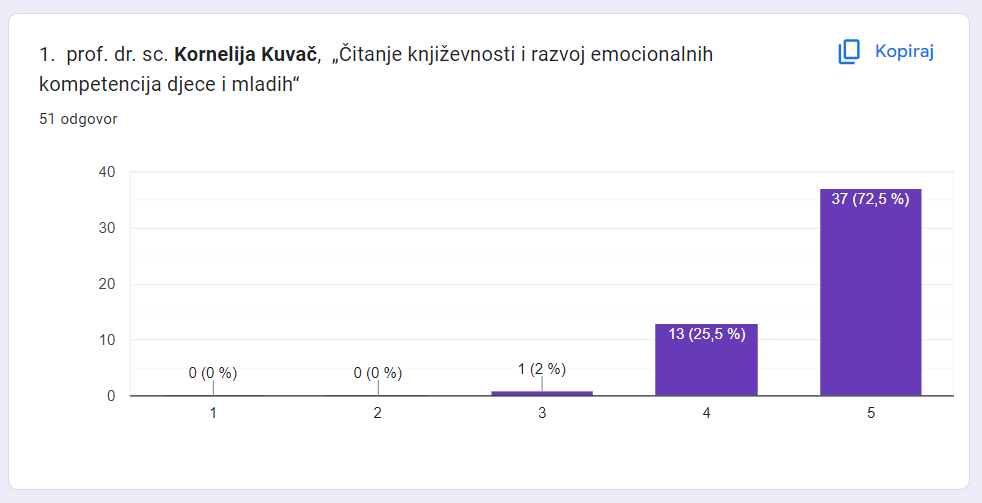 1. prof. dr. sc. Kornelija Kuvač, „Čitanje književnosti i razvoj emocionalnih
kompetencija djece i mladih“
Kopiraj
51 odgovor
40
30
20
10
0
0 (0 %)
0 (0 %)
1 (2 %)
13 (25,5 %)
37 (72,5 %)
1
2
3
4
5